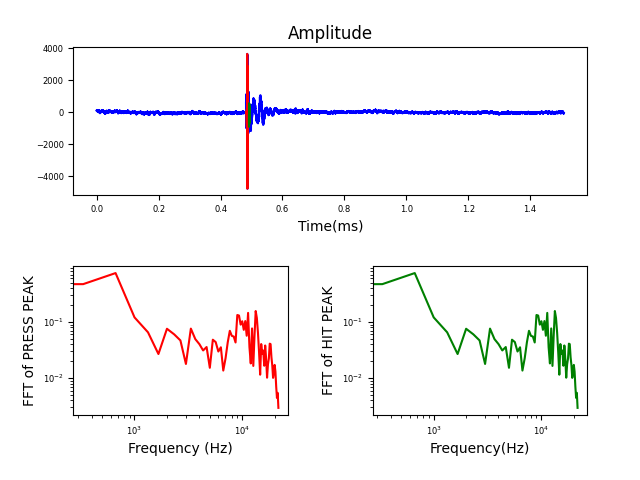 Amplitude
4000
2000
0
−2000
−4000
0.0 0.2 0.4 0.6 0.8 1.0 1.2 1.4
Time(ms)
FFT of PRESS PEAK
10⁻¹
10⁻²
10³ 10⁴
Frequency (Hz)
FFT of HIT PEAK
10⁻¹
10⁻²
10³ 10⁴
Frequency(Hz)